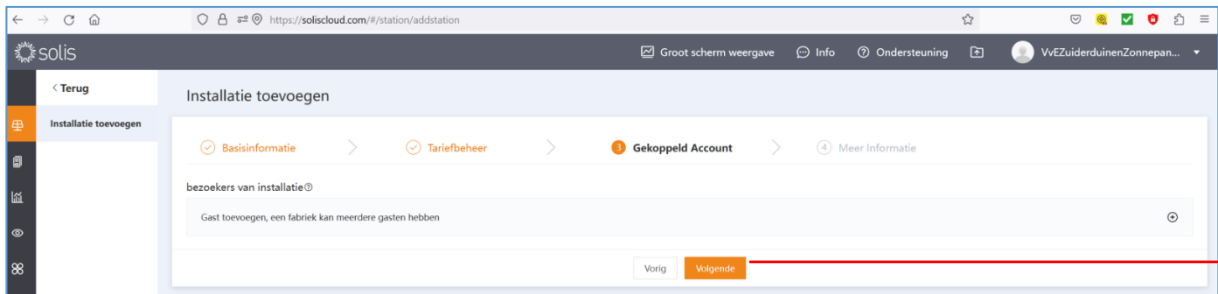 https://soliscloud.com/#/station/addstation
solis
Groot scherm weergave
Info
Ondersteuning
VvEZuiderduinenZonnepan...
< Terug
Installatie toevoegen
Installatie toevoegen
Basisinformatie
Tariefbeheer
3 Gekoppeld Account
4 Meer Informatie
bezoekers van installatie
Gast toevoegen, een fabriek kan meerdere gasten hebben
Vorig
Volgende